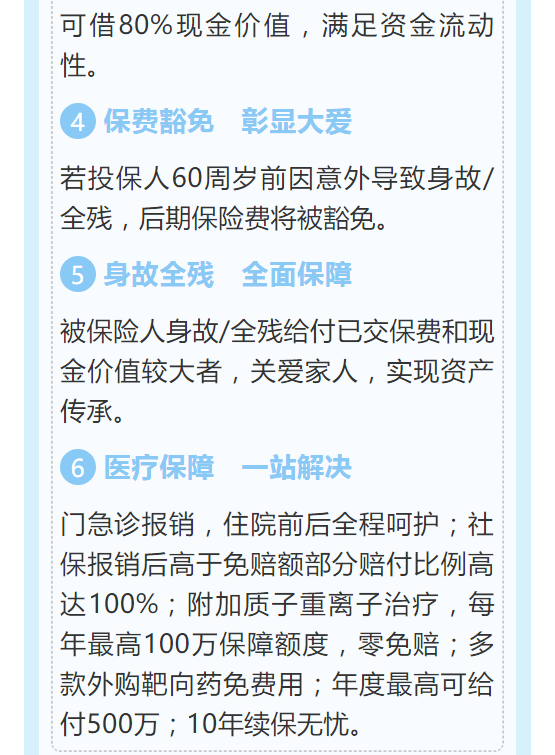 可借80%现金价值，满足资金流动
性。
4 保费豁免 彰显大爱
若投保人60周岁前因意外导致身故/
全残，后期保险费将被豁免。
5 身故全残 全面保障
被保险人身故/全残给付已交保费和现
金价值较大者，关爱家人，实现资产
传承。
6 医疗保障 一站解决
门急诊报销，住院前后全程呵护；社
保报销后高于免赔额部分赔付比例高
达100%；附加质子重离子治疗，每
年最高100万保障额度，零免赔；多
款外购靶向药免费用；年度最高可给
付500万；10年续保无忧。